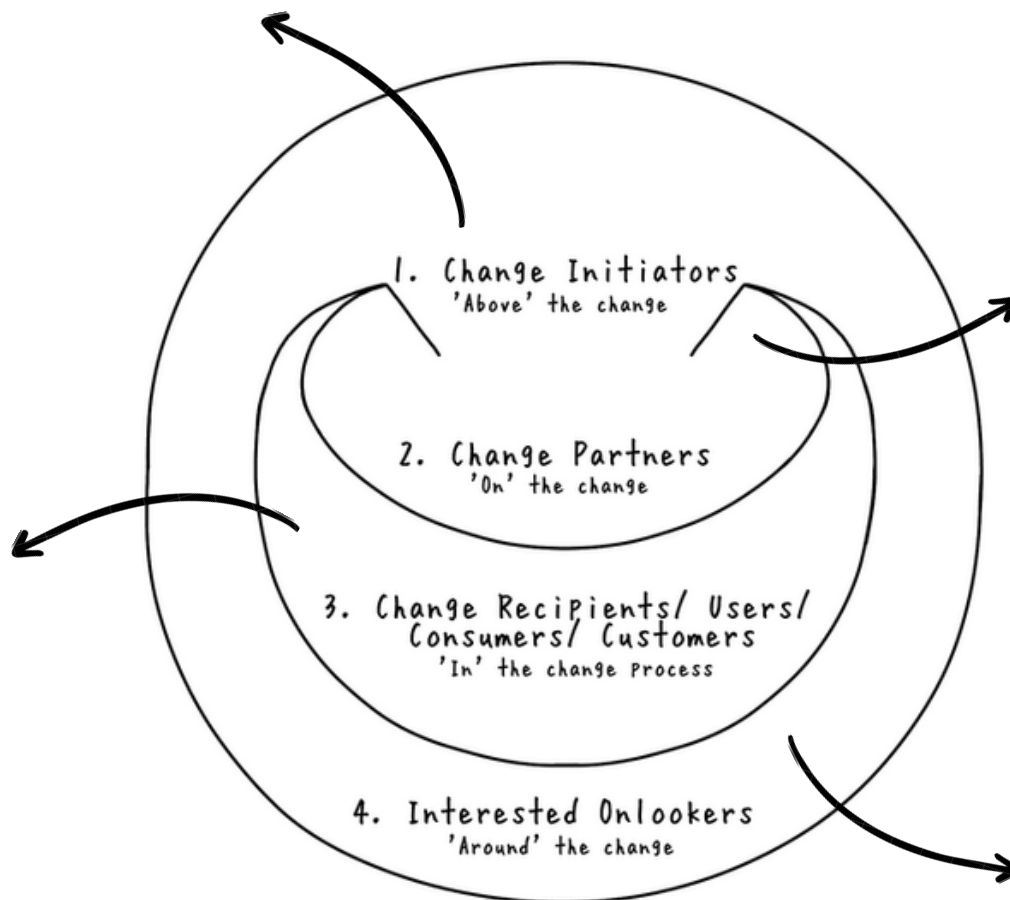 1. Change Initiators
'Above' the change
2. Change Partners
'On' the change
3. Change Recipients/ Users/
Consumers/ Customers
'In' the change process
4. Interested Onlookers
'Around' the change